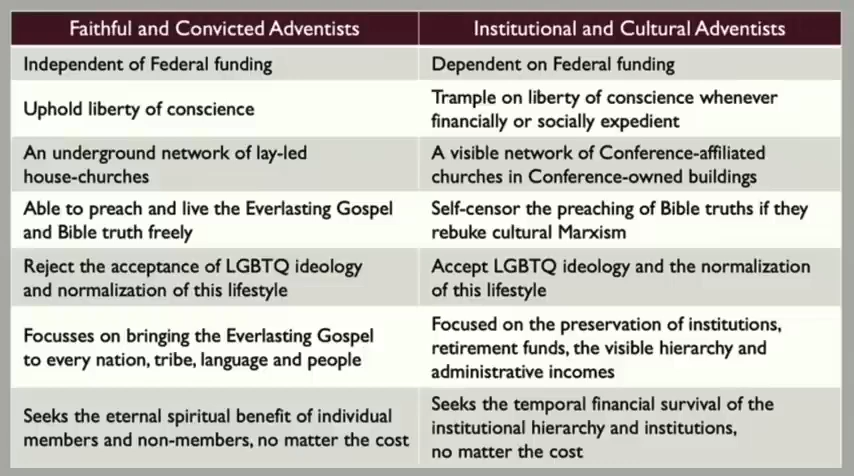 Faithful and Convicted Adventists
Institutional and Cultural Adventists
Independent of Federal funding
Dependent on Federal funding
Uphold liberty of conscience
Trample on liberty of conscience whenever
financially or socially expedient
An underground network of lay-led
house-churches
A visible network of Conference-affiliated
churches in Conference-owned buildings
Able to preach and live the Everlasting Gospel
and Bible truth freely
Self-censor the preaching of Bible truths if they
rebuke cultural Marxism
Reject the acceptance of LGBTQ ideology
and normalization of this lifestyle
Accept LGBTQ ideology and the normalization
of this lifestyle
Focusses on bringing the Everlasting Gospel
to every nation, tribe, language and people
Focused on the preservation of institutions,
retirement funds, the visible hierarchy and
administrative incomes
Seeks the eternal spiritual benefit of individual
members and non-members, no matter the cost
Seeks the temporal financial survival of the
institutional hierarchy and institutions,
no matter the cost